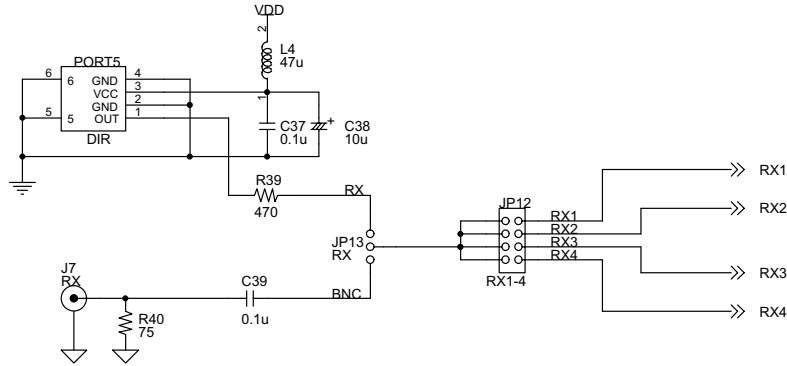 VDD
2
L4
47u
1
PORT5
6 6 GND 4
VCC 3
GND 2
5 5 OUT 1
DIR
C37
0.1u
+
C38
10u
R39
470
RX
JP13
RX
BNC
J7
RX
R40
75
C39
0.1u
JP12
RX1
RX2
RX3
RX4
RX1-4
RX1
RX2
RX3
RX4